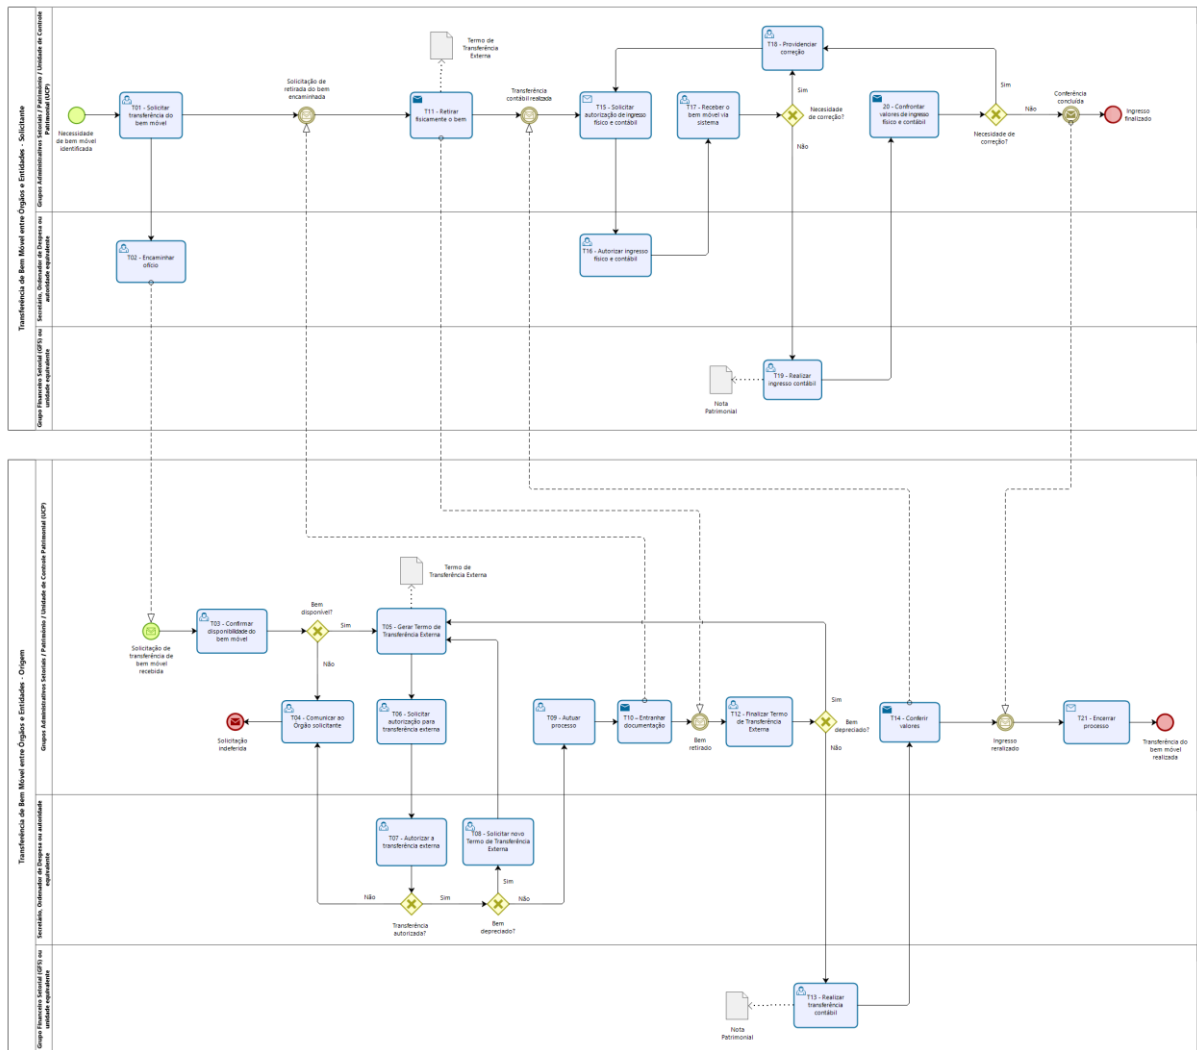 Transferência de Bem Móvel entre Órgãos e Entidades - Solicitante
Grupos Administrativos Setoriais / Patrimônio / Unidade de Controle
Patrimonial (UCP)
Necessidade
de bem móvel
identificada
T01 - Solicitar
transferência do
bem móvel
Solicitação de
retirada do bem
encaminhada
Termo de
Transferência
Externa
T11 - Retirar
fisicamente o bem
Transferência
contábil realizada
T15 - Solicitar
autorização de ingresso
físico e contábil
T17 - Receber o
bem móvel via
sistema
T18 - Providenciar
correção
Sim
Necessidade
de correção?
Não
20 - Confrontar
valores de ingresso
físico e contábil
Sim
Necessidade de
correção?
Não
Conferência
concluída
Ingresso
finalizado
Secretário, Ordenador de Despesa ou
autoridade equivalente
T02 - Encaminhar
ofício
T16 - Autorizar ingresso
físico e contábil
Grupo Financeiro Setorial (GFS) ou
unidade equivalente
Nota
Patrimonial
T19 - Realizar
ingresso contábil
Transferência de Bem Móvel entre Órgãos e Entidades - Origem
Grupos Administrativos Setoriais / Patrimônio / Unidade de Controle Patrimonial (UCP)
Solicitação de
transferência de
bem móvel
recebida
T03 - Confirmar
disponibilidade do
bem móvel
Bem
disponível?
Sim
Não
Termo de
Transferência Externa
T05 - Gerar Termo de
Transferência Externa
Solicitação
indeferida
T04 - Comunicar ao
Órgão solicitante
T06 - Solicitar
autorização para
transferência externa
T09 - Autuar
processo
T10 - Entranhar
documentação
Bem
retirado
T12 - Finalizar Termo
de Transferência
Externa
Sim
Bem
depreciado?
Não
T14 - Conferir
valores
Ingresso
reralizado
T21 - Encerrar
processo
Transferência do
bem móvel
realizada
Secretário, Ordenador de Despesa ou autoridade
equivalente
T07 - Autorizar a
transferência externa
T08 - Solicitar novo
Termo de Transferência
Externa
Não
Transferência
autorizada?
Sim
Sim
Bem
depreciado?
Não
Grupo Financeiro Setorial (GFS) ou
unidade equivalente
Nota
Patrimonial
T13 - Realizar
transferência
contábil